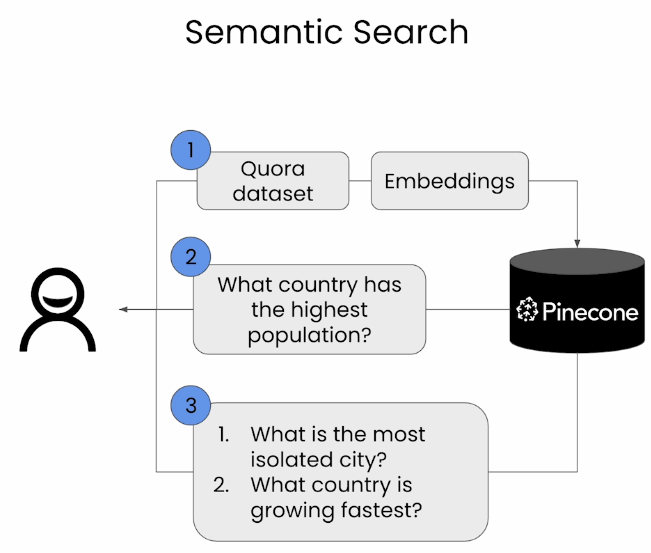 Semantic Search
1
Quora
dataset
Embeddings
2
What country has
the highest
population?
Pinecone
3
1. What is the most
isolated city?
2. What country is
growing fastest?